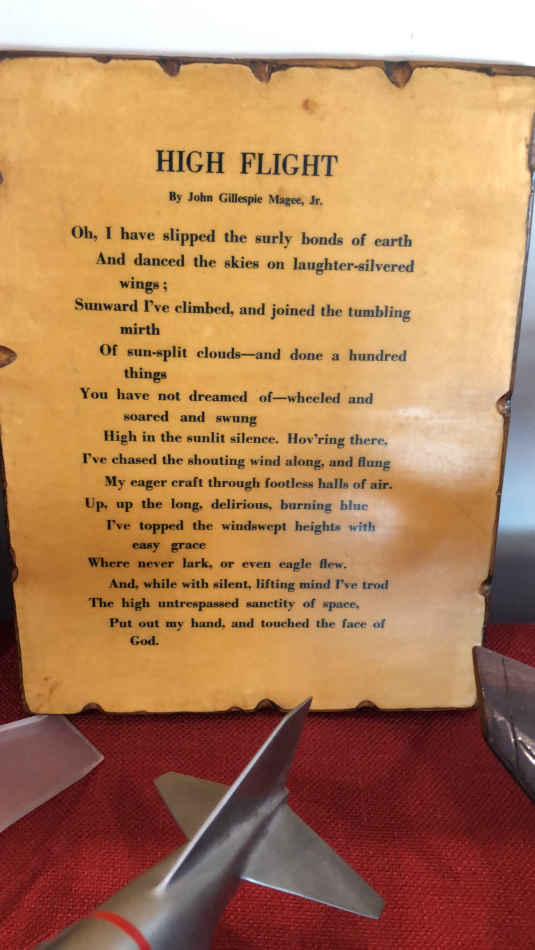 HIGH FLIGHT
By John Gillespie Magee, Jr.
Oh, I have slipped the surly bonds of earth
And danced the skies on laughter-silvered
wings ;
Sunward I've climbed, and joined the tumbling
mirth
Of sun-split clouds—and done a hundred
things
You have not dreamed of—wheeled and
soared and swung
High in the sunlit silence. Hov'ring there,
I've chased the shouting wind along, and flung
My eager craft through footless halls of air.
Up, up the long, delirious, burning blue
I've topped the windswept heights with
easy grace
Where never lark, or even eagle flew.
And, while with silent, lifting mind I've trod
The high untrespassed sanctity of space,
Put out my hand, and touched the face of
God.